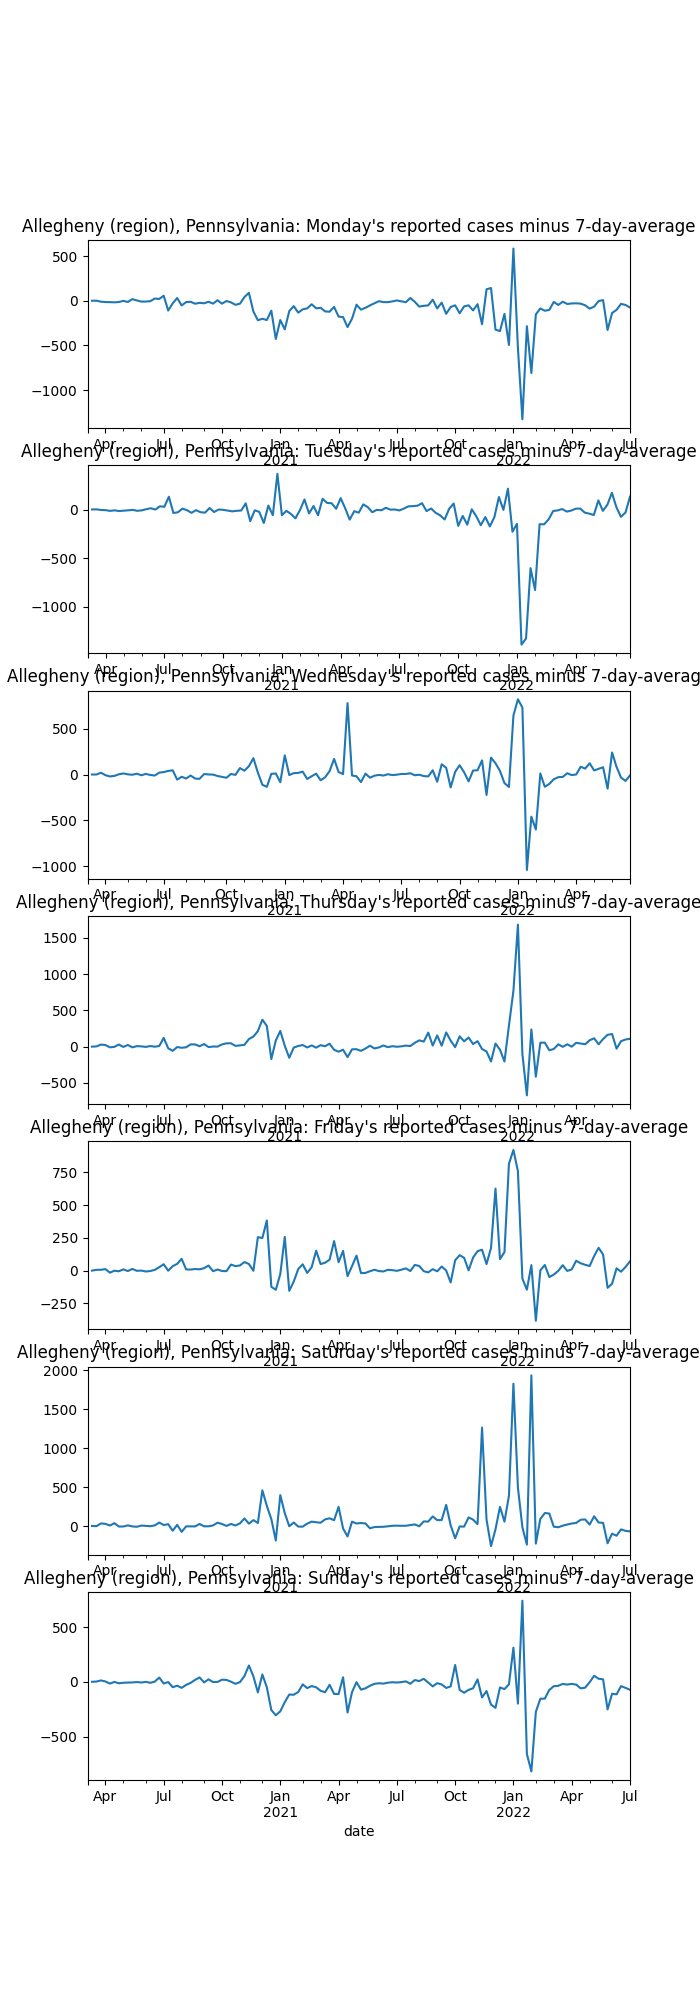 Allegheny (region), Pennsylvania: Monday's reported cases minus 7-day-average
500
0
−500
−1000
Apr Jul Oct Jan Apr Jul Oct Jan Apr Jul
2021 2022
Allegheny (region), Pennsylvania: Tuesday's reported cases minus 7-day-average
0
−500
−1000
Apr Jul Oct Jan Apr Jul Oct Jan Apr
2021 2022
Allegheny (region), Pennsylvania: Wednesday's reported cases minus 7-day-averag
500
0
−500
−1000
Apr Jul Oct Jan Apr Jul Oct Jan Apr
2021 2022
Allegheny (region), Pennsylvania: Thursday's reported cases minus 7-day-average
1500
1000
500
0
−500
Apr Jul Oct Jan Apr Jul Oct Jan Apr
2021 2022
Allegheny (region), Pennsylvania: Friday's reported cases minus 7-day-average
750
500
250
0
−250
Apr Jul Oct Jan Apr Jul Oct Jan Apr Jul
2021 2022
Allegheny (region), Pennsylvania: Saturday's reported cases minus 7-day-average
2000
1500
1000
500
0
Apr Jul Oct Jan Apr Jul Oct Jan Apr Jul
2021 2022
Allegheny (region), Pennsylvania: Sunday's reported cases minus 7-day-average
500
0
−500
Apr Jul Oct Jan Apr Jul Oct Jan Apr Jul
2021 2022
date